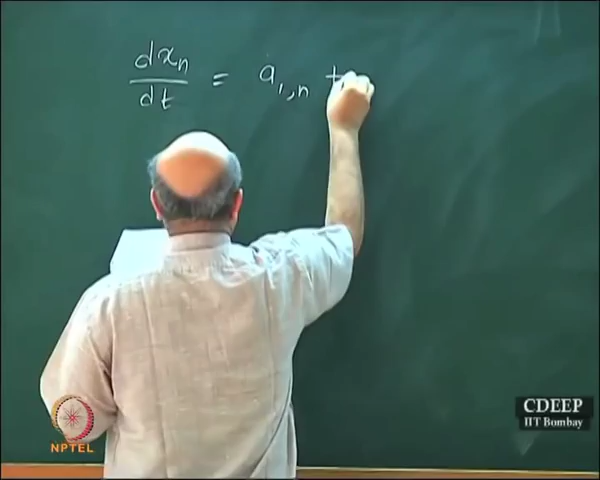 dx_n/dt = a_{1,n} +
NPTEL
CDEEP
IIT Bombay